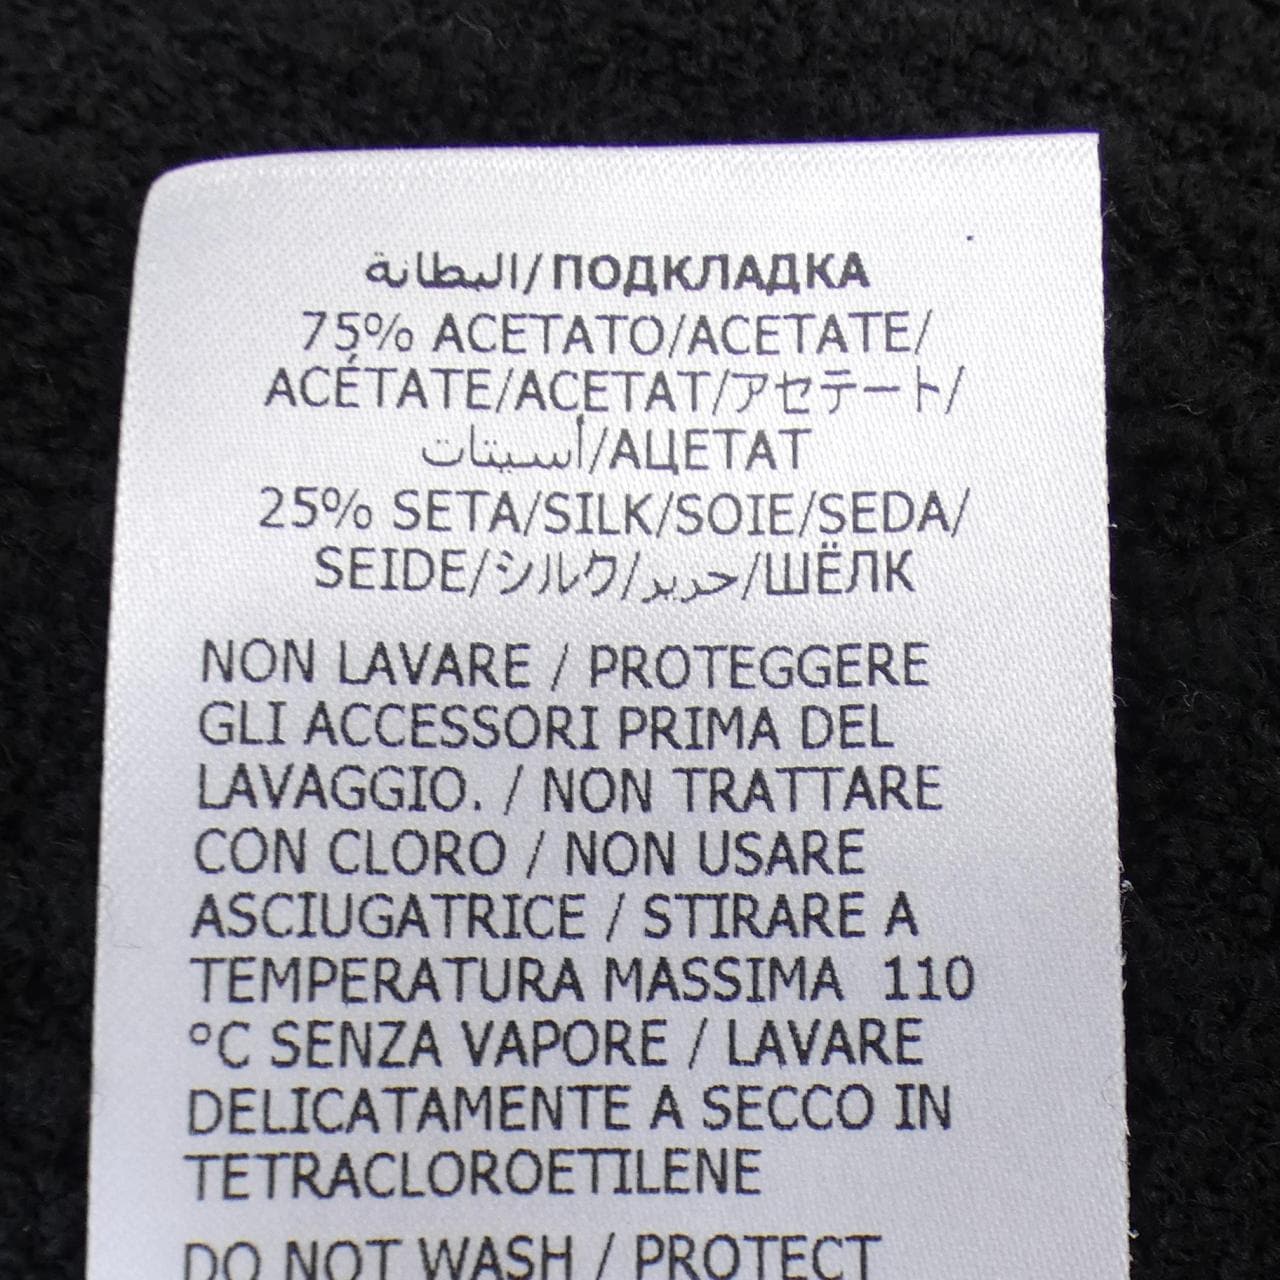 البطانة/ПОДКЛАДКА
75% ACETATO/ACETATE/
ACÉTATE/ACETAT/アセテート/
أسيتات/АЦЕТАТ
25% SETA/SILK/SOIE/SEDA/
SEIDE/シルク/حرير/ШЁЛК
NON LAVARE / PROTEGGERE
GLI ACCESSORI PRIMA DEL
LAVAGGIO. / NON TRATTARE
CON CLORO / NON USARE
ASCIUGATRICE / STIRARE A
TEMPERATURA MASSIMA 110
°C SENZA VAPORE / LAVARE
DELICATAMENTE A SECCO IN
TETRACLOROETILENE
DO NOT WASH / PROTECT